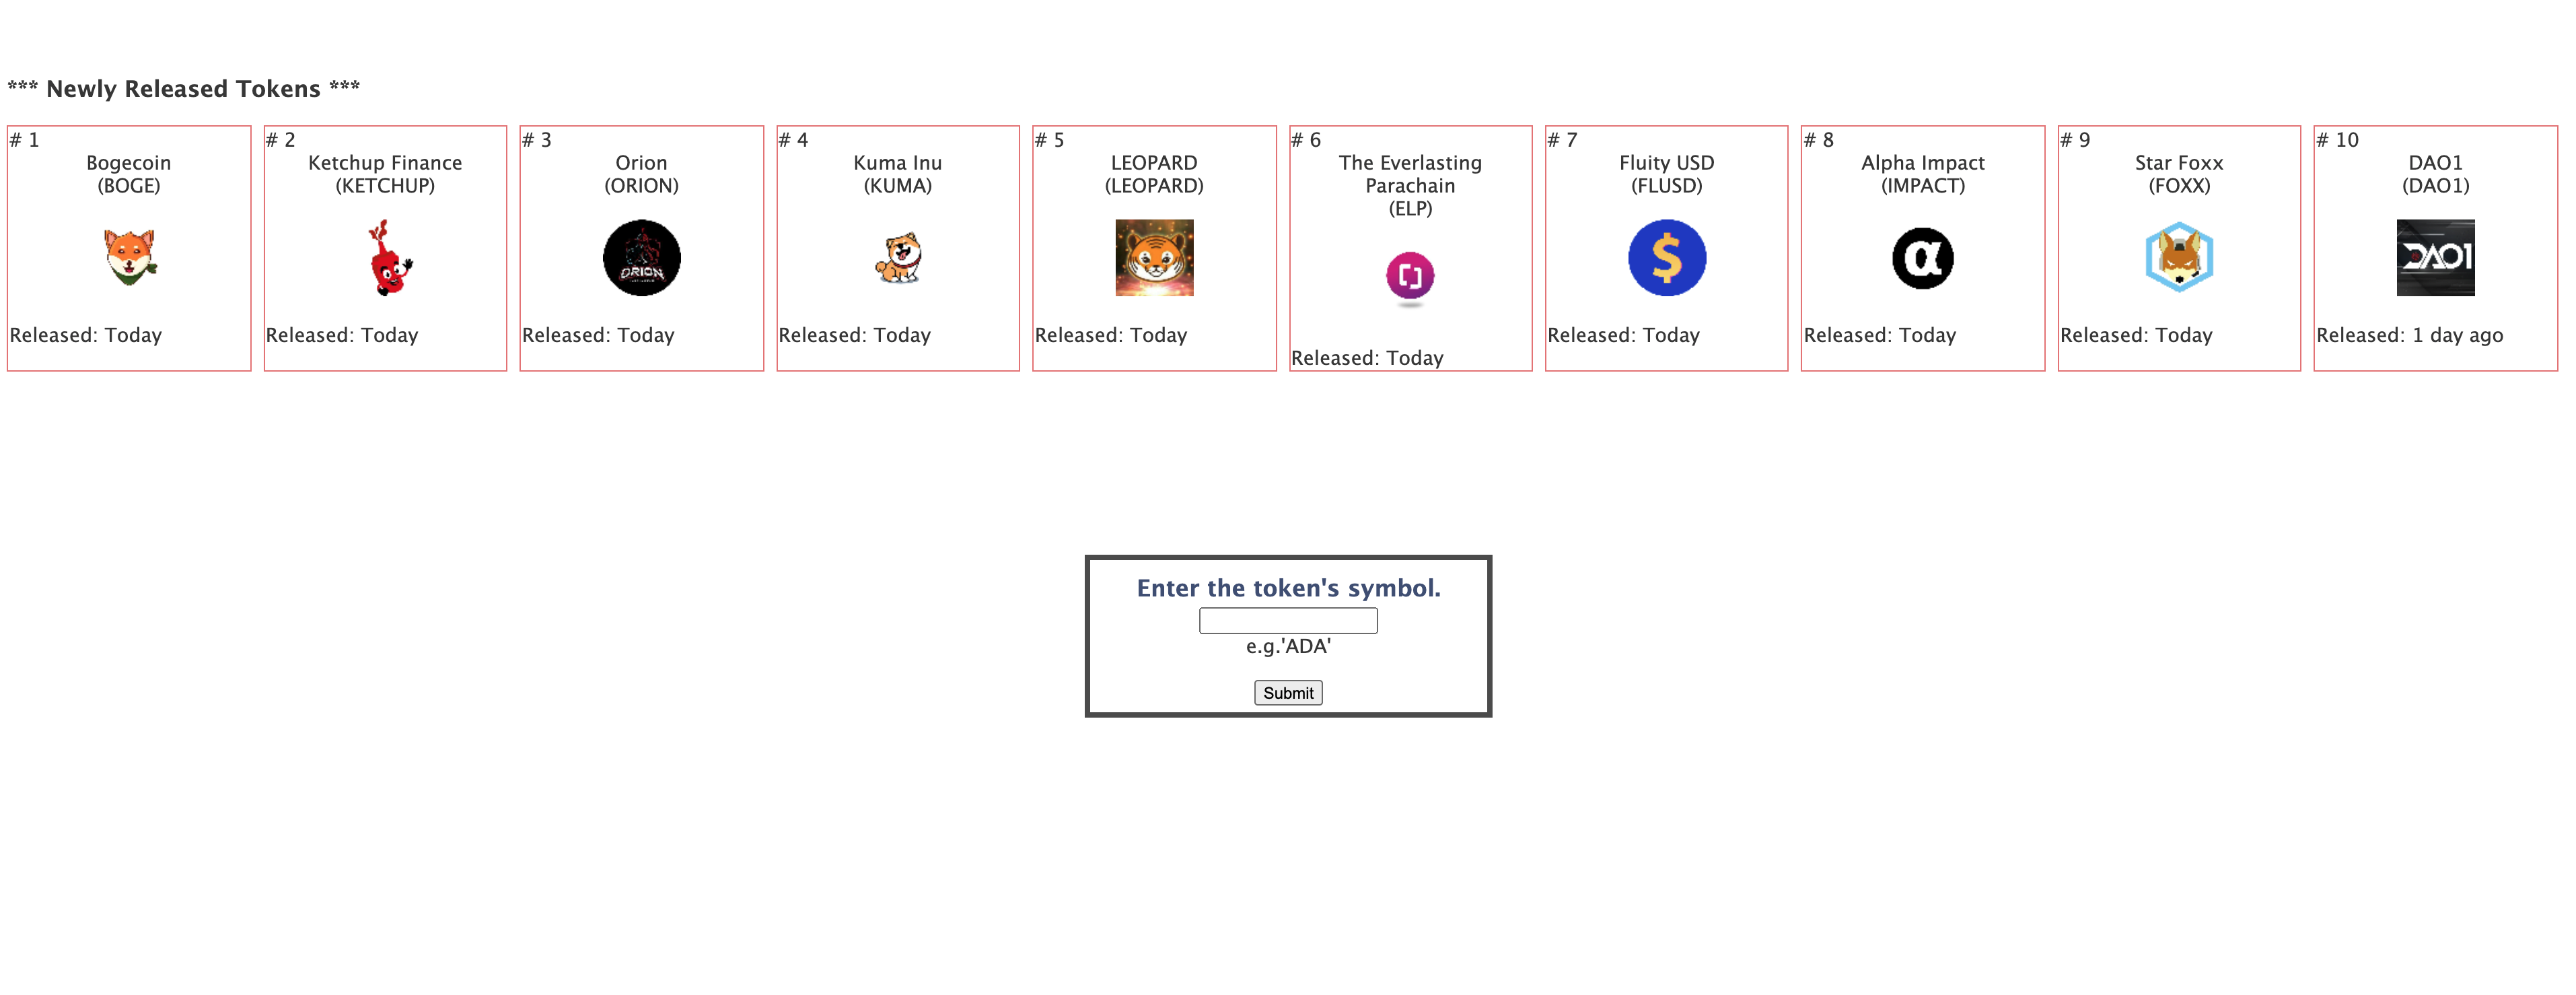 *** Newly Released Tokens ***
# 1
Bogecoin
(BOGE)
Released: Today
# 2
Ketchup Finance
(KETCHUP)
Released: Today
# 3
Orion
(ORION)
ORION
Released: Today
# 4
Kuma Inu
(KUMA)
Released: Today
# 5
LEOPARD
(LEOPARD)
Released: Today
# 6
The Everlasting
Parachain
(ELP)
Released: Today
# 7
Fluity USD
(FLUSD)
$
Released: Today
# 8
Alpha Impact
(IMPACT)
α
Released: Today
# 9
Star Foxx
(FOXX)
Released: Today
# 10
DAO1
(DAO1)
DAO1
Released: 1 day ago
Enter the token's symbol.
e.g.'ADA'
Submit